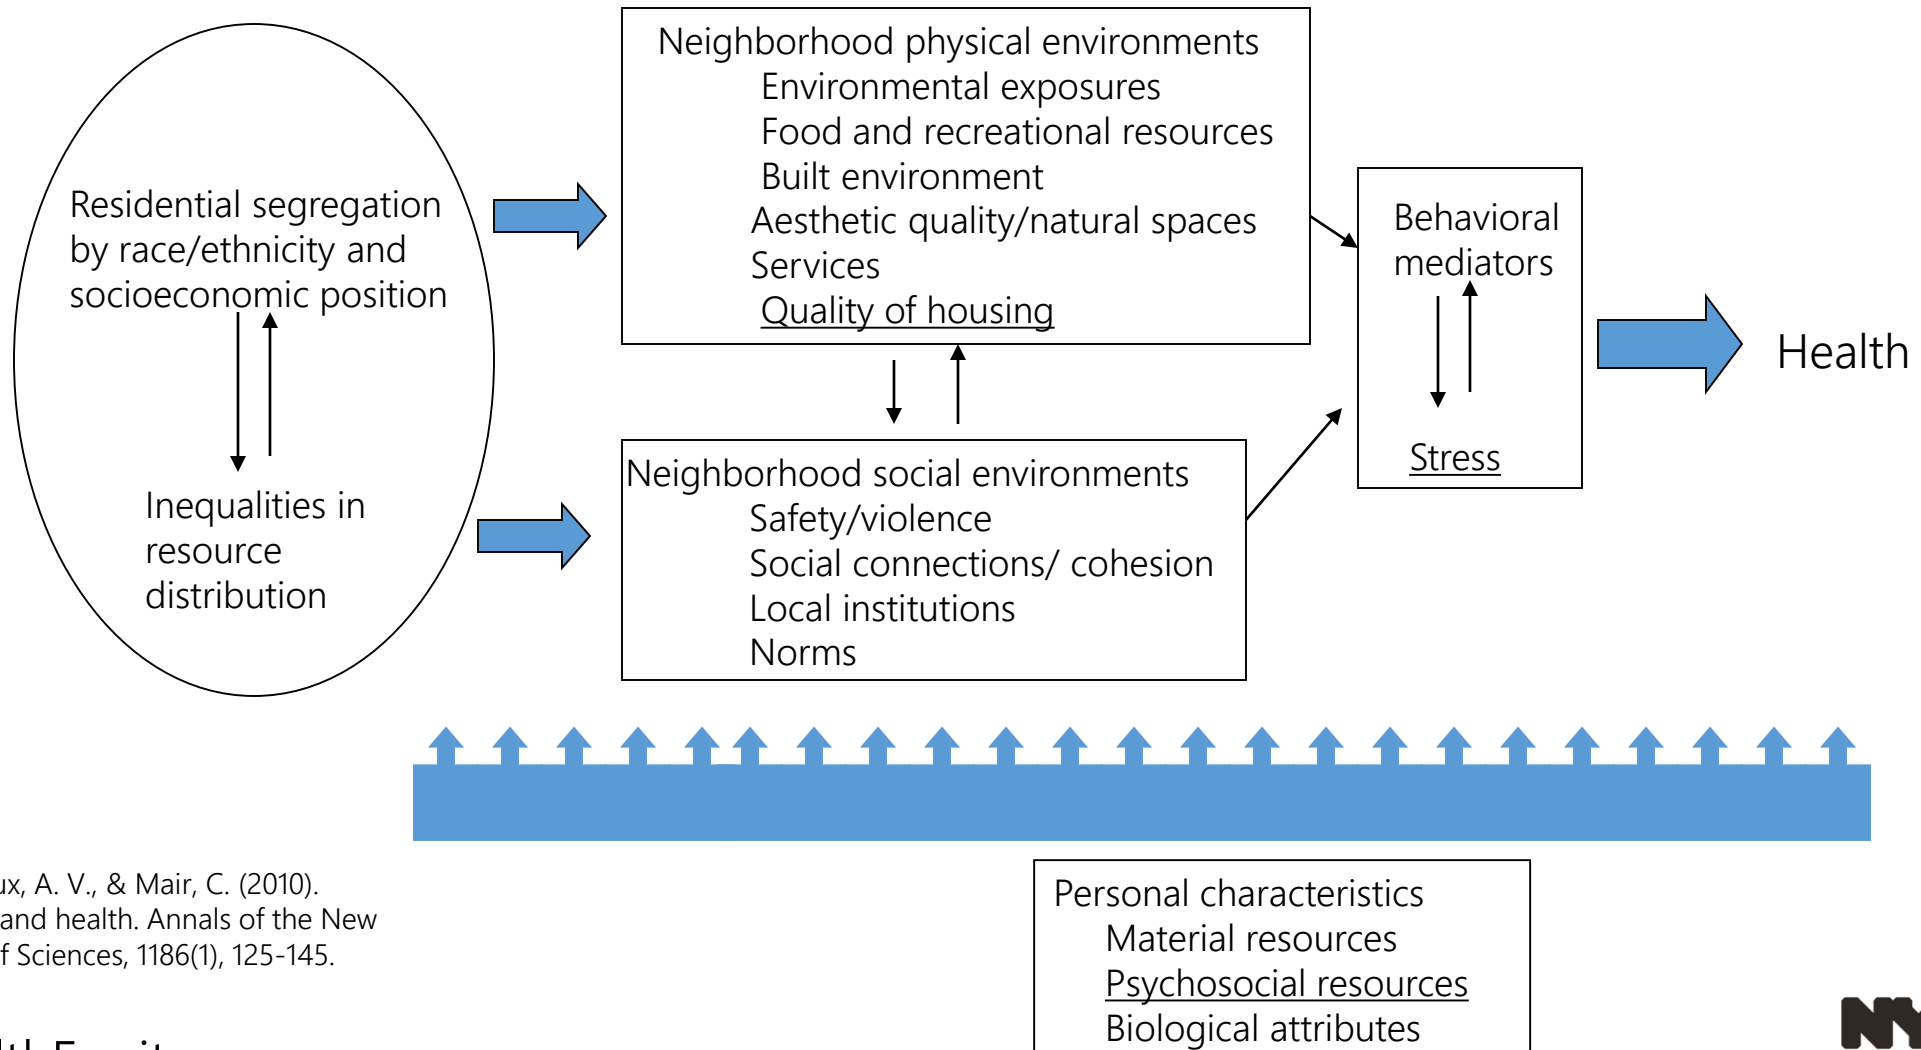 Residential segregation
by race/ethnicity and
socioeconomic position
Inequalities in
resource
distribution
Neighborhood physical environments
Environmental exposures
Food and recreational resources
Built environment
Aesthetic quality/natural spaces
Services
Quality of housing
Neighborhood social environments
Safety/violence
Social connections/ cohesion
Local institutions
Norms
Behavioral
mediators
Stress
Health
Personal characteristics
Material resources
Psychosocial resources
Biological attributes
A. V., & Mair, C. (2010).
and health. Annals of the New
Sciences, 1186(1), 125-145.